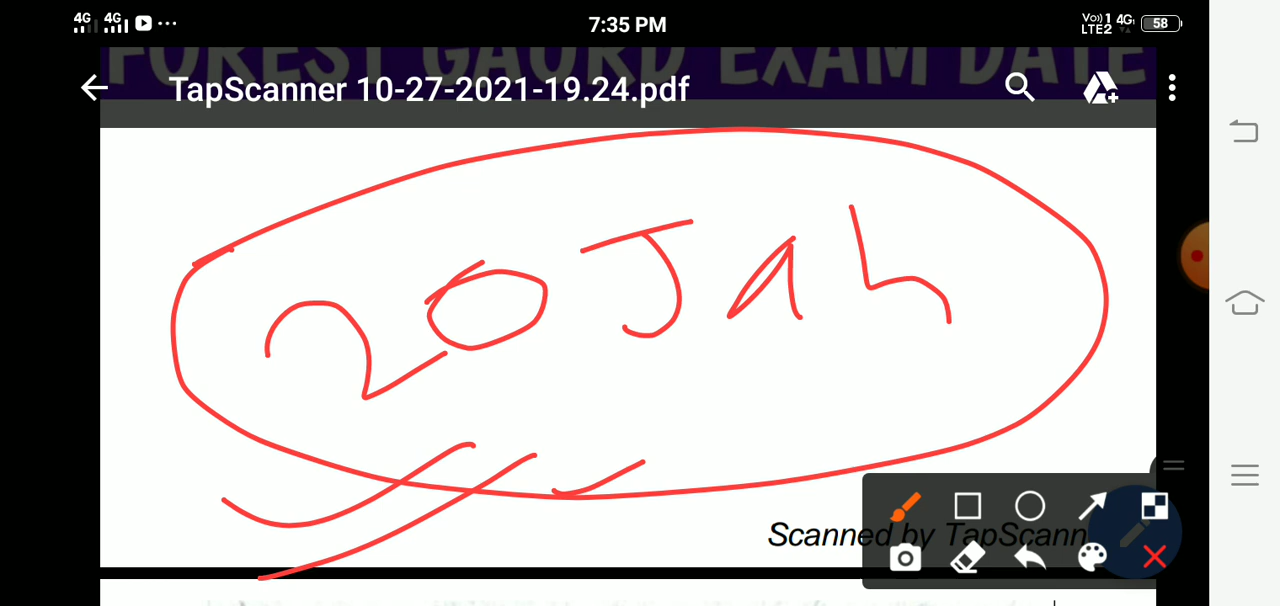 4G 4G 7:35 PM Vo)) 1 4G 58
LTE2
FOREST GAURD EXAM DATE
TapScanner 10-27-2021-19.24.pdf
20 Jan
Scanned by TapScann